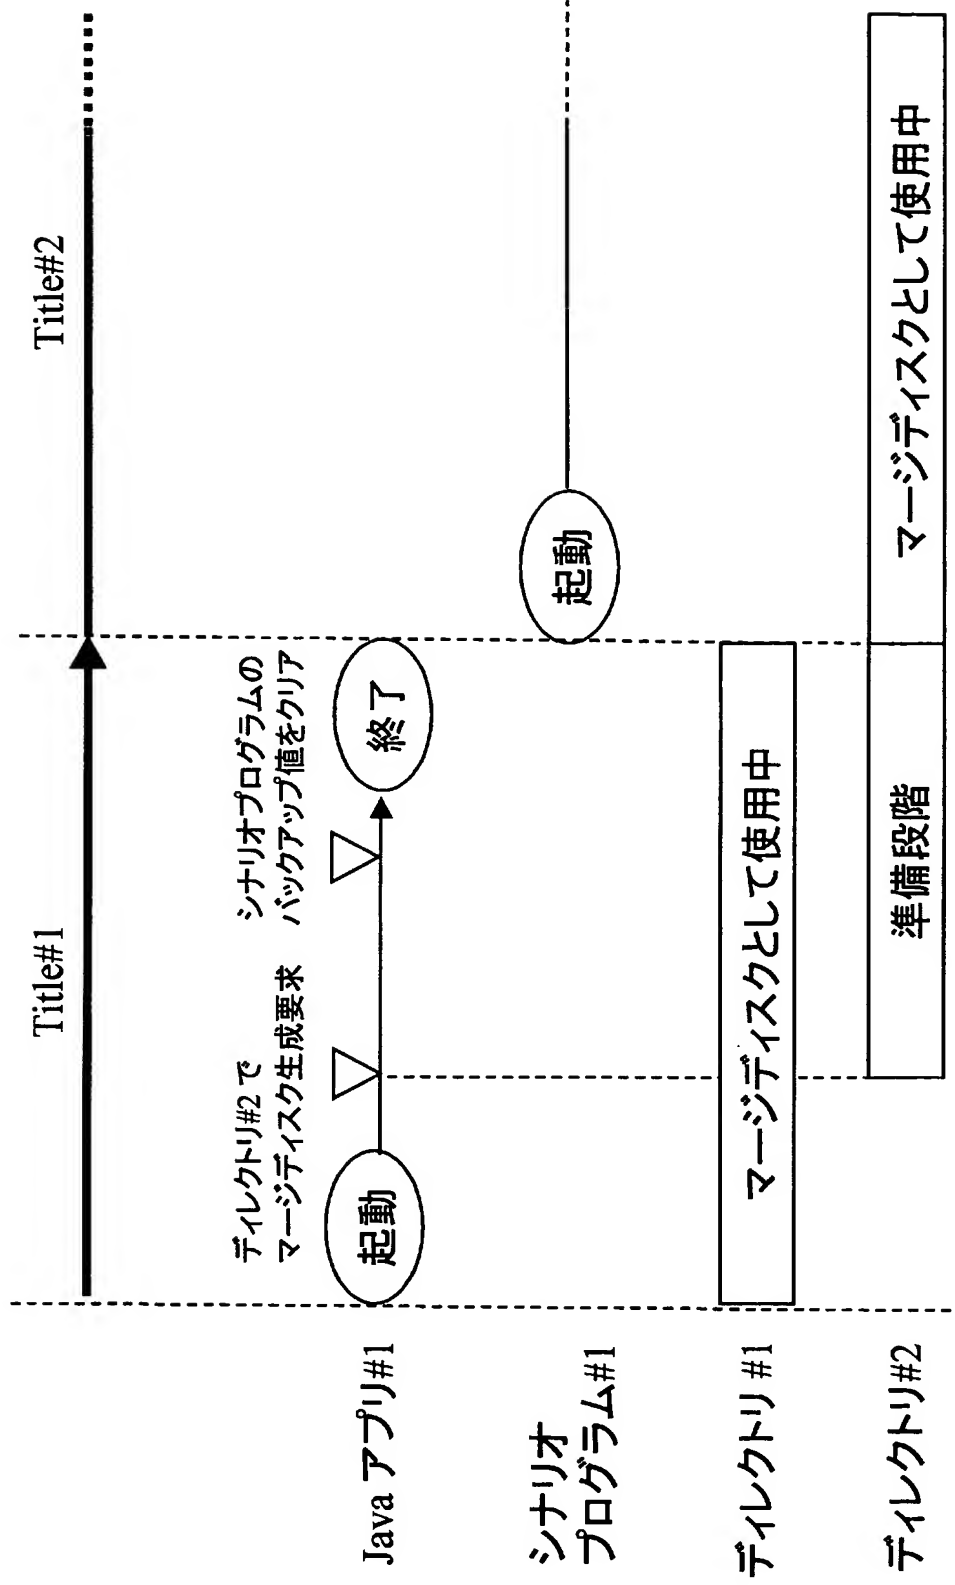 Title#1
Title#2
ディレクトリ#2 で
マージディスク生成要求
シナリオプログラムの
バックアップ値をクリア
Java アプリ#1
起動
終了
シナリオ
プログラム#1
起動
ディレクトリ #1
マージディスクとして使用中
ディレクトリ#2
準備段階
マージディスクとして使用中